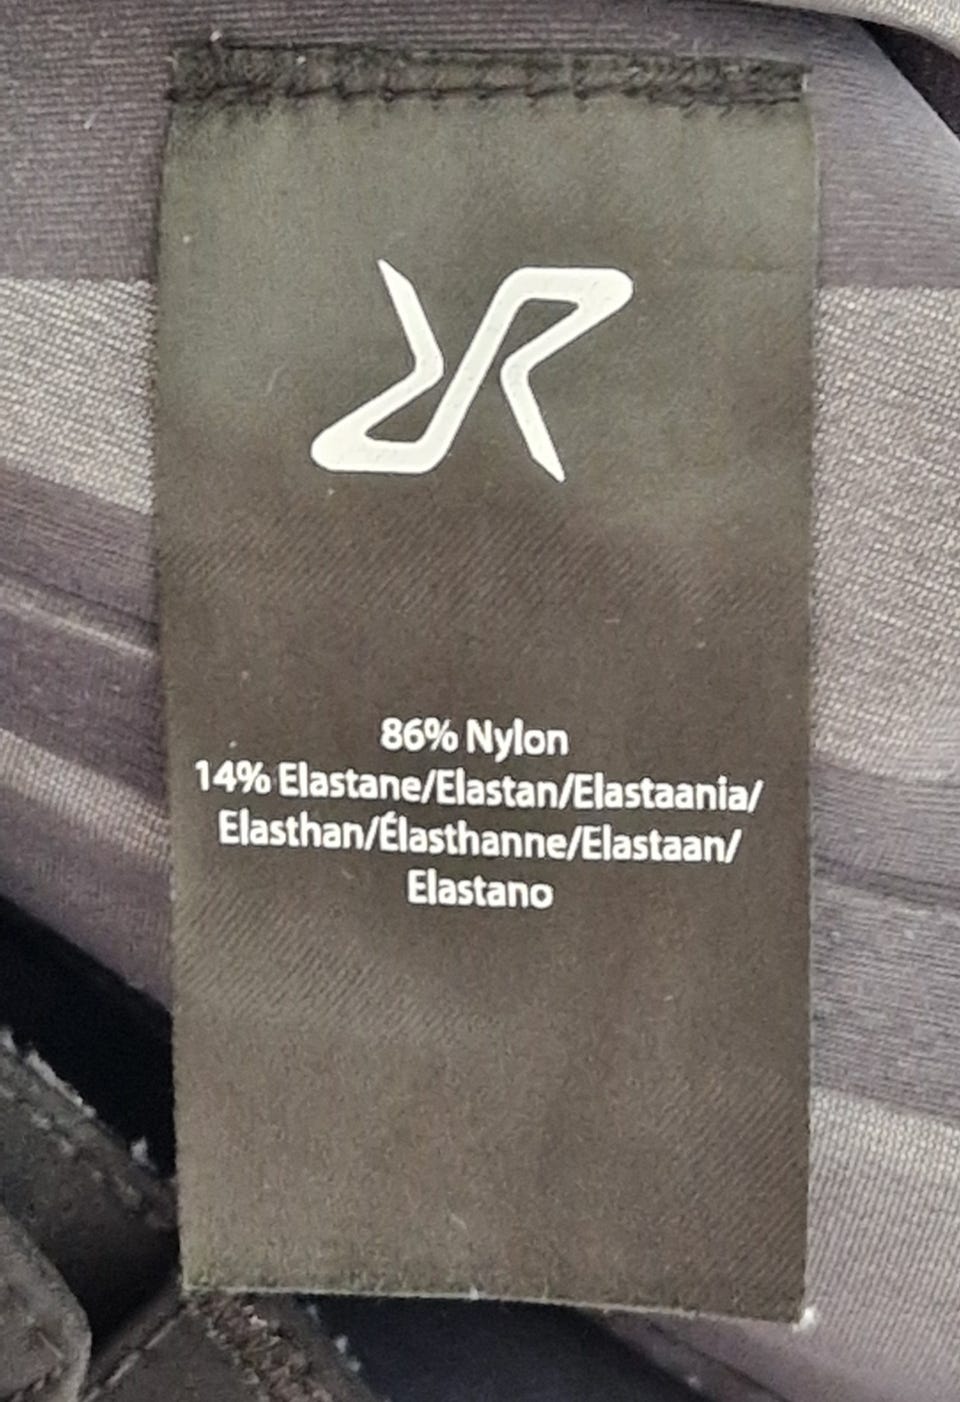 86% Nylon
14% Elastane/Elastan/Elastaania/
Elasthan/Élasthanne/Elastaan/
Elastano